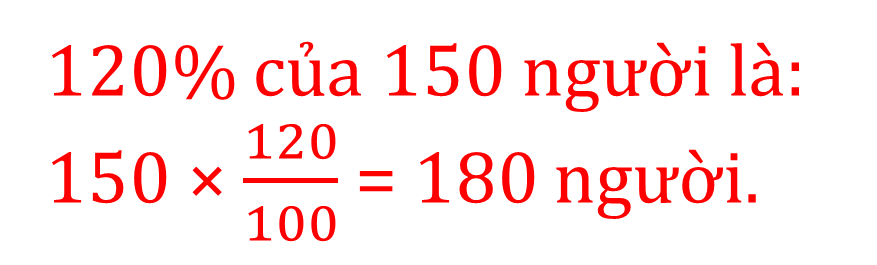 120% của 150 người là:
150 × 120/100 = 180 người.